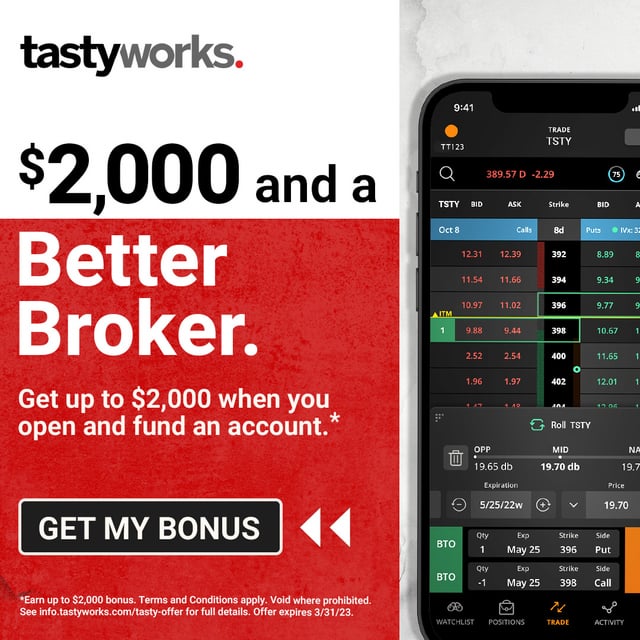 tastyworks.
$2,000 and a
Better
Broker.
Get up to $2,000 when you
open and fund an account.*
GET MY BONUS
*Earn up to $2,000 bonus. Terms and Conditions apply. Void where prohibited.
See info.tastyworks.com/tasty-offer for full details. Offer expires 3/31/23.
9:41
TRADE
TT123 TSTY
389.57 D -2.29 75
TSTY BID ASK Strike BID
Oct 8 Calls 8d Puts IVx: 32
12.31 12.39 392 8.89
11.54 11.66 394 9.34
10.97 11.02 396 9.77
ITM
1 9.88 9.44 398 10.67
2.52 2.54 400 11.65
1.96 1.97 402 12.01
Roll TSTY
OPP MID
19.65 db 19.70 db 19.7
Expiration Price
5/25/22w 19.70
Qty Exp Strike Side
BTO 1 May 25 396 Put
Qty Exp Strike Side
BTO -1 May 25 398 Call
WATCHLIST POSITIONS TRADE ACTIVITY